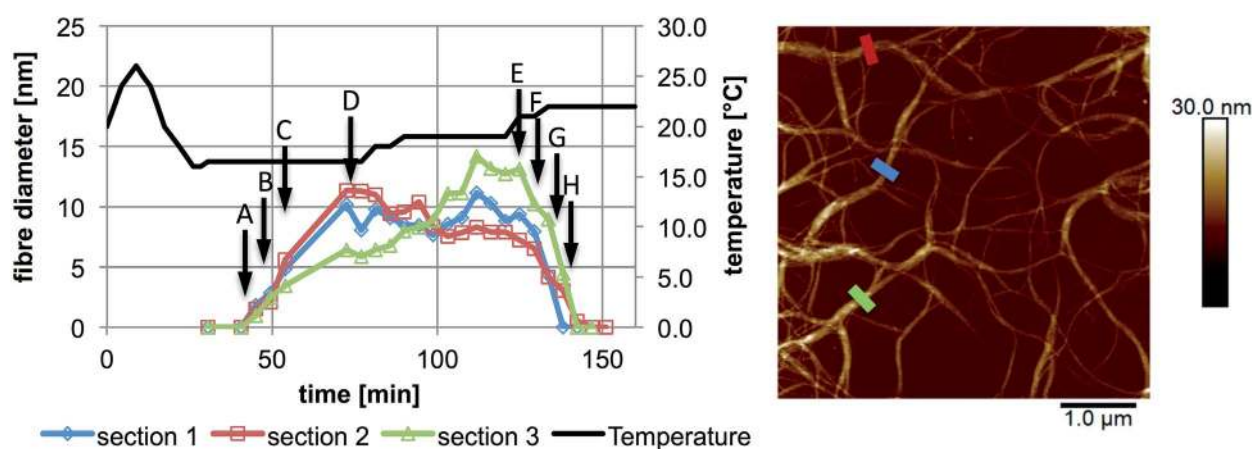 fibre diameter [nm]
25
20
15
10
5
0
A
B
C
D
E
F
G
H
30.0
25.0
20.0
15.0
10.0
5.0
0.0
temperature [°C]
0
50
100
150
time [min]
section 1
section 2
section 3
Temperature
30.0 nm
1.0 µm